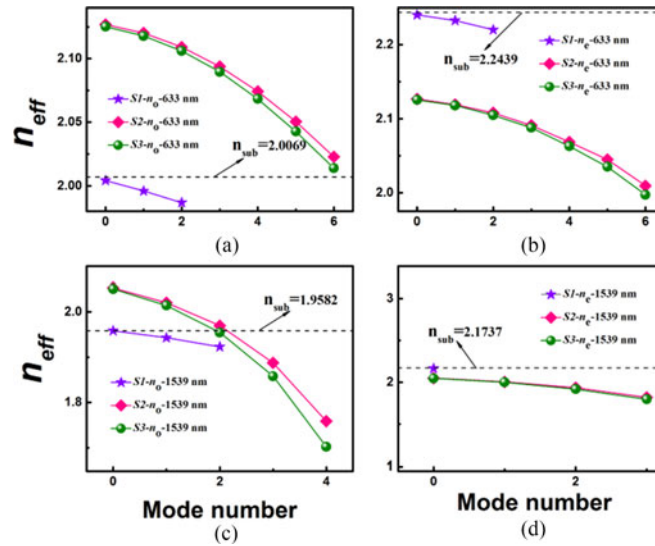 (a)
n_eff
2.10
2.05
2.00
S1-n_o-633 nm
S2-n_o-633 nm
S3-n_o-633 nm
n_sub=2.0069
0 2 4 6
(b)
2.2
2.1
2.0
n_sub=2.2439
S1-n_e-633 nm
S2-n_e-633 nm
S3-n_e-633 nm
0 2 4 6
(a)
(b)
n_eff
2.0
1.8
n_sub=1.9582
S1-n_o-1539 nm
S2-n_o-1539 nm
S3-n_o-1539 nm
0 2 4
Mode number
(c)
3
2
1
S1-n_e-1539 nm
S2-n_e-1539 nm
S3-n_e-1539 nm
n_sub=2.1737
0 2
Mode number
(d)
(c)
(d)